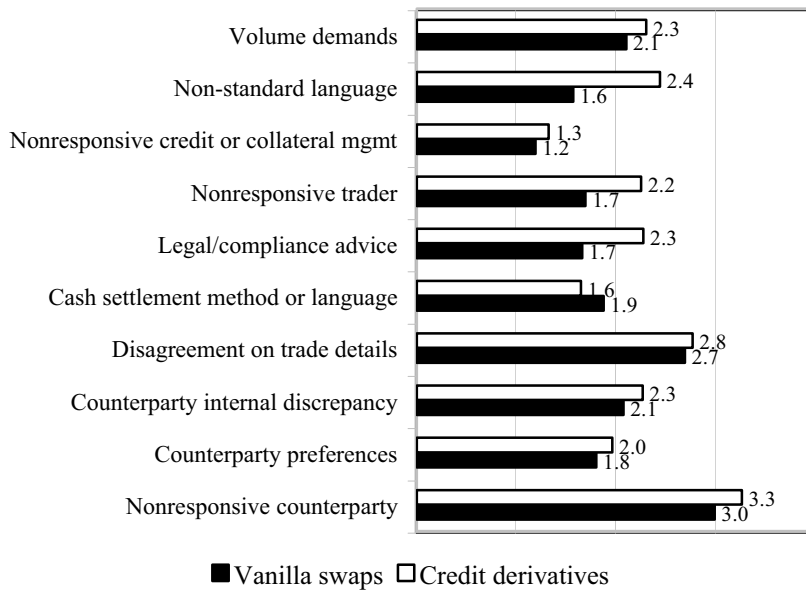 Volume demands
2.3
2.1
Non-standard language
2.4
1.6
Nonresponsive credit or collateral mgmt
1.3
1.2
Nonresponsive trader
2.2
1.7
Legal/compliance advice
2.3
1.7
Cash settlement method or language
1.6
1.9
Disagreement on trade details
2.8
2.7
Counterparty internal discrepancy
2.3
2.1
Counterparty preferences
2.0
1.8
Nonresponsive counterparty
3.3
3.0
Vanilla swaps Credit derivatives